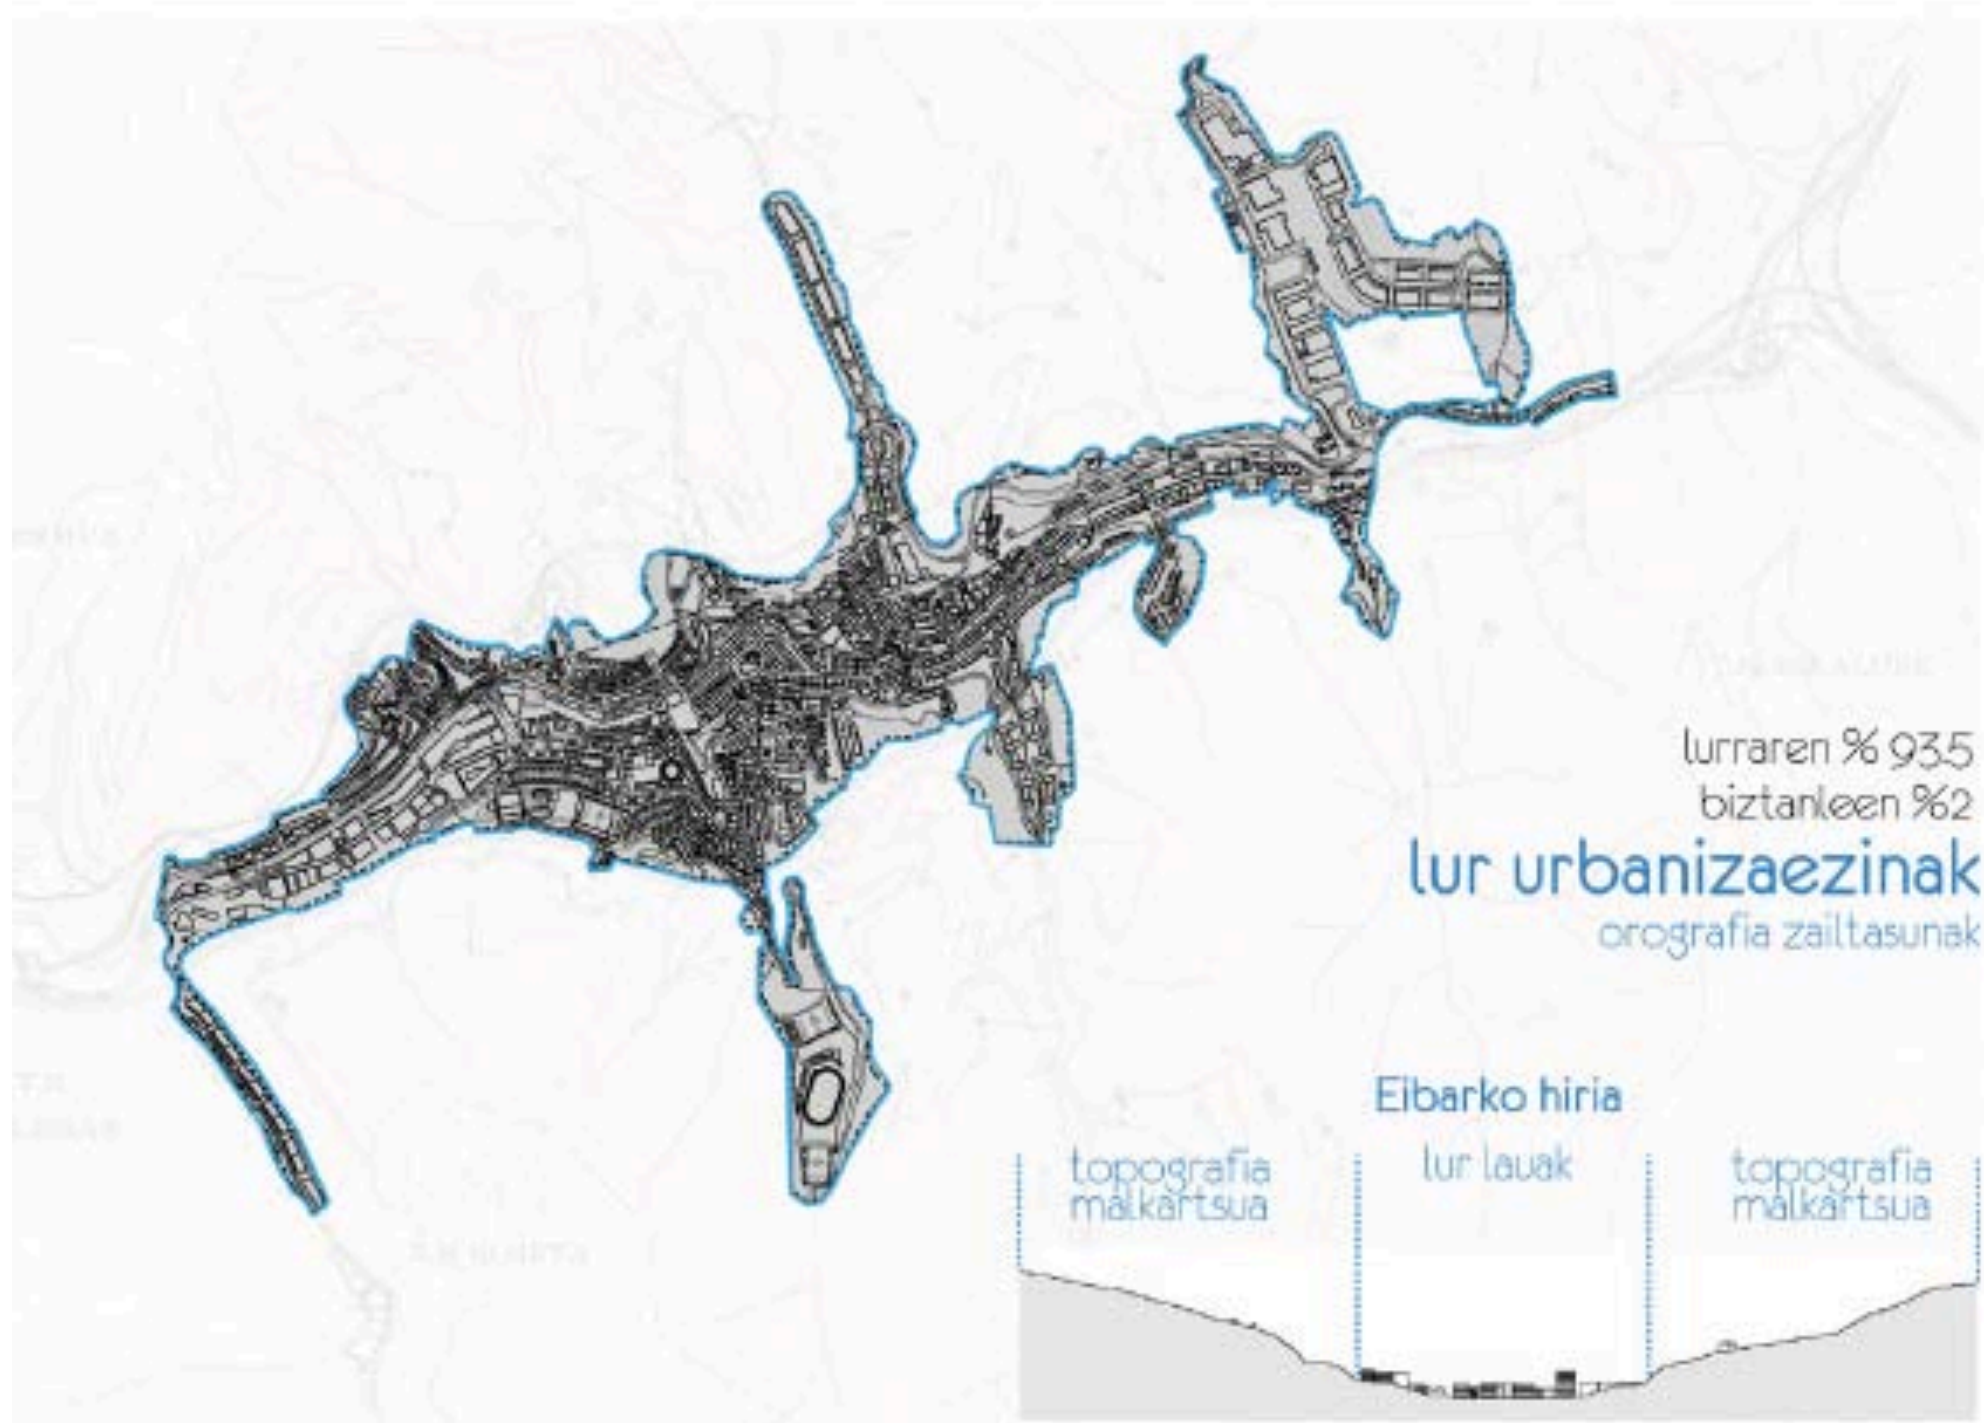 lurraren % 93.5
biztanleen %2
lur urbanizaezinak
orografia zailtasunak
Eibarko hiria
topografia
malkartsua
lur lauak
topografia
malkartsua